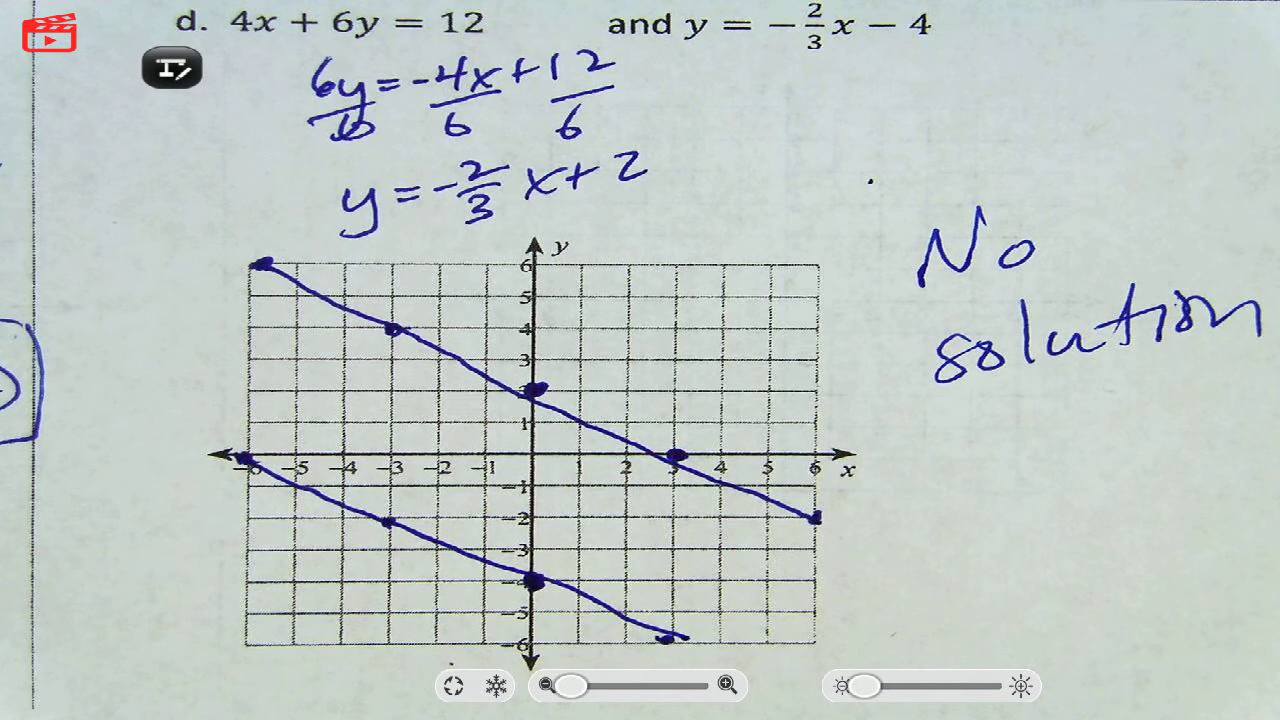 d. 4x + 6y = 12 and y = −2/3x − 4
6y = -4x + 12
6 6 6
y = -2/3 x + 2
y
6
5
4
3
1
-6 -5 -4 -3 -2 -1 1 2 3 4 5 6 x
-1
-2
-3
-4
-5
-6
No
solution